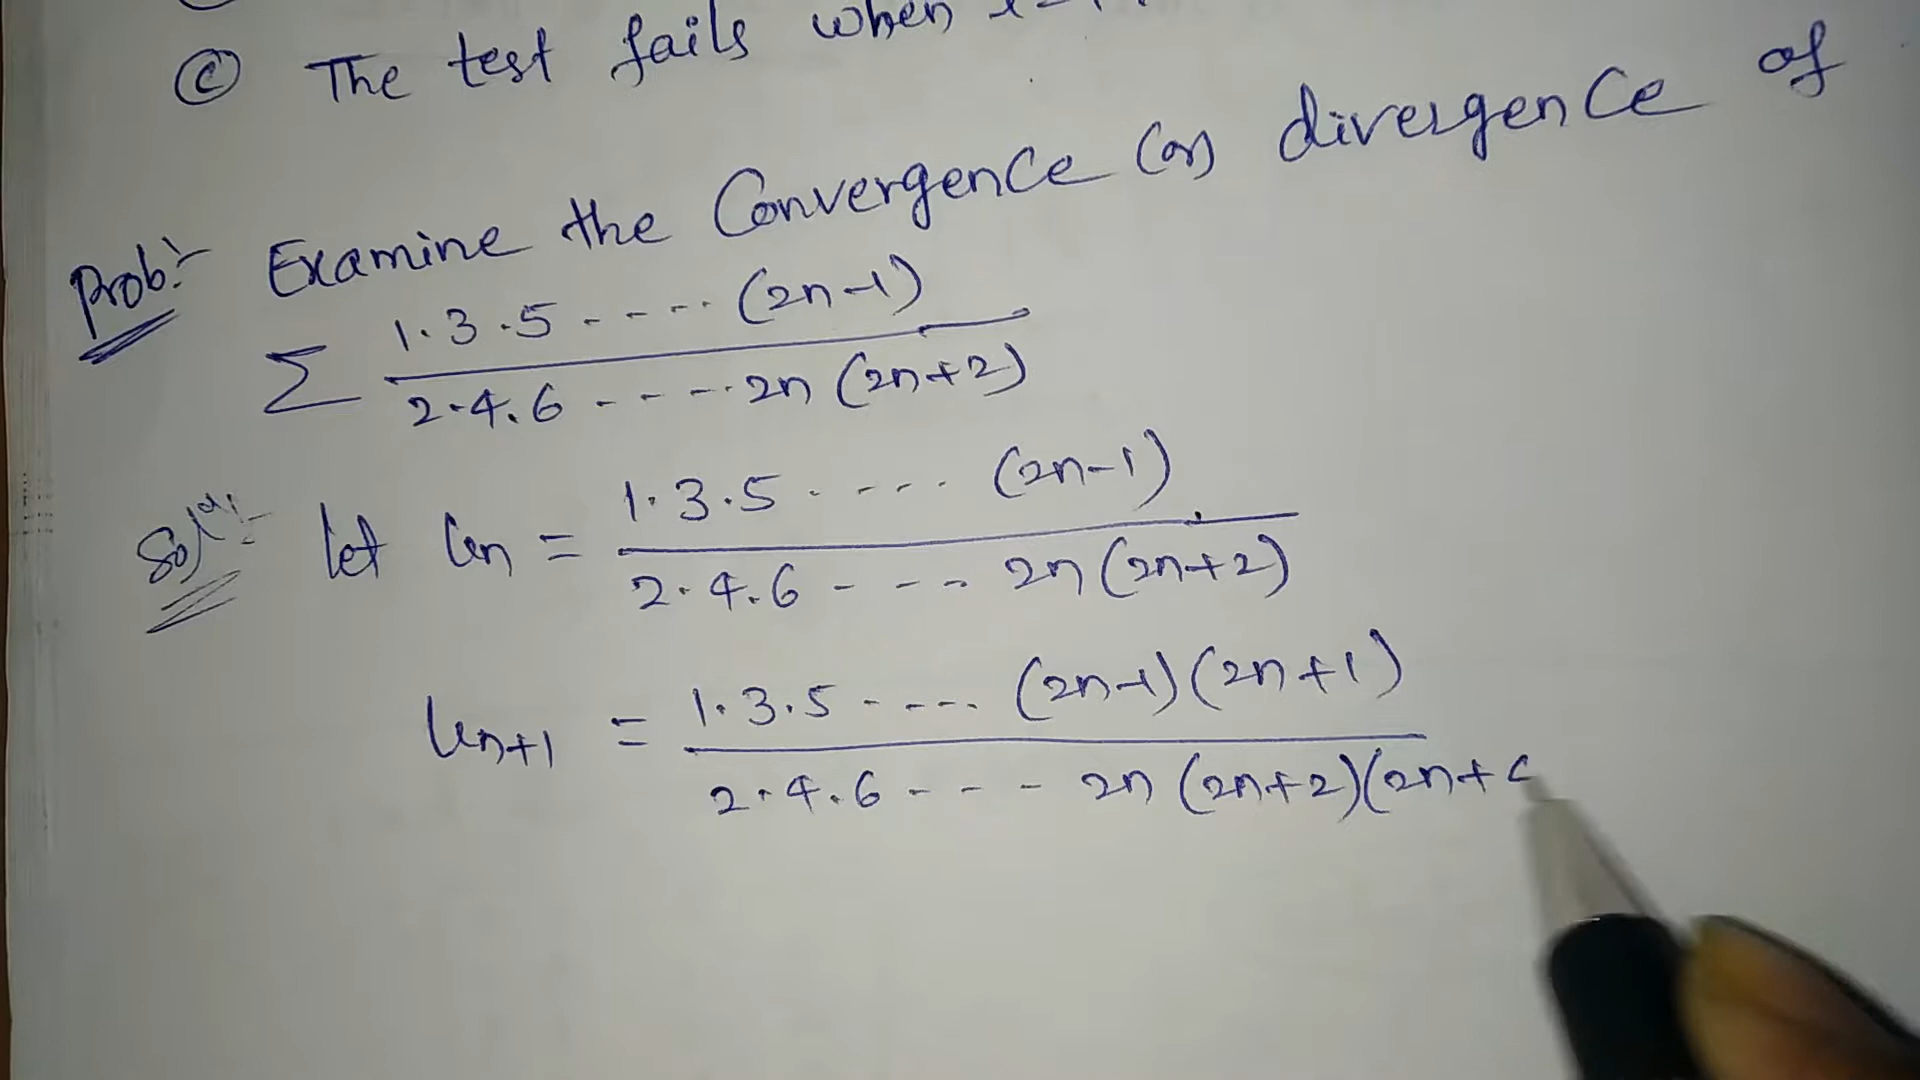 Ⓒ The test fails when
Prob:- Examine the Convergence (or) divergence of
∑ 1.3.5 ----- (2n-1) / 2.4.6 ----- 2n (2n+2)
Solⁿ:- let un = 1.3.5 ----- (2n-1) / 2.4.6 ---- 2n (2n+2)
un+1 = 1.3.5 ----- (2n-1)(2n+1) / 2.4.6 --- 2n (2n+2)(2n+